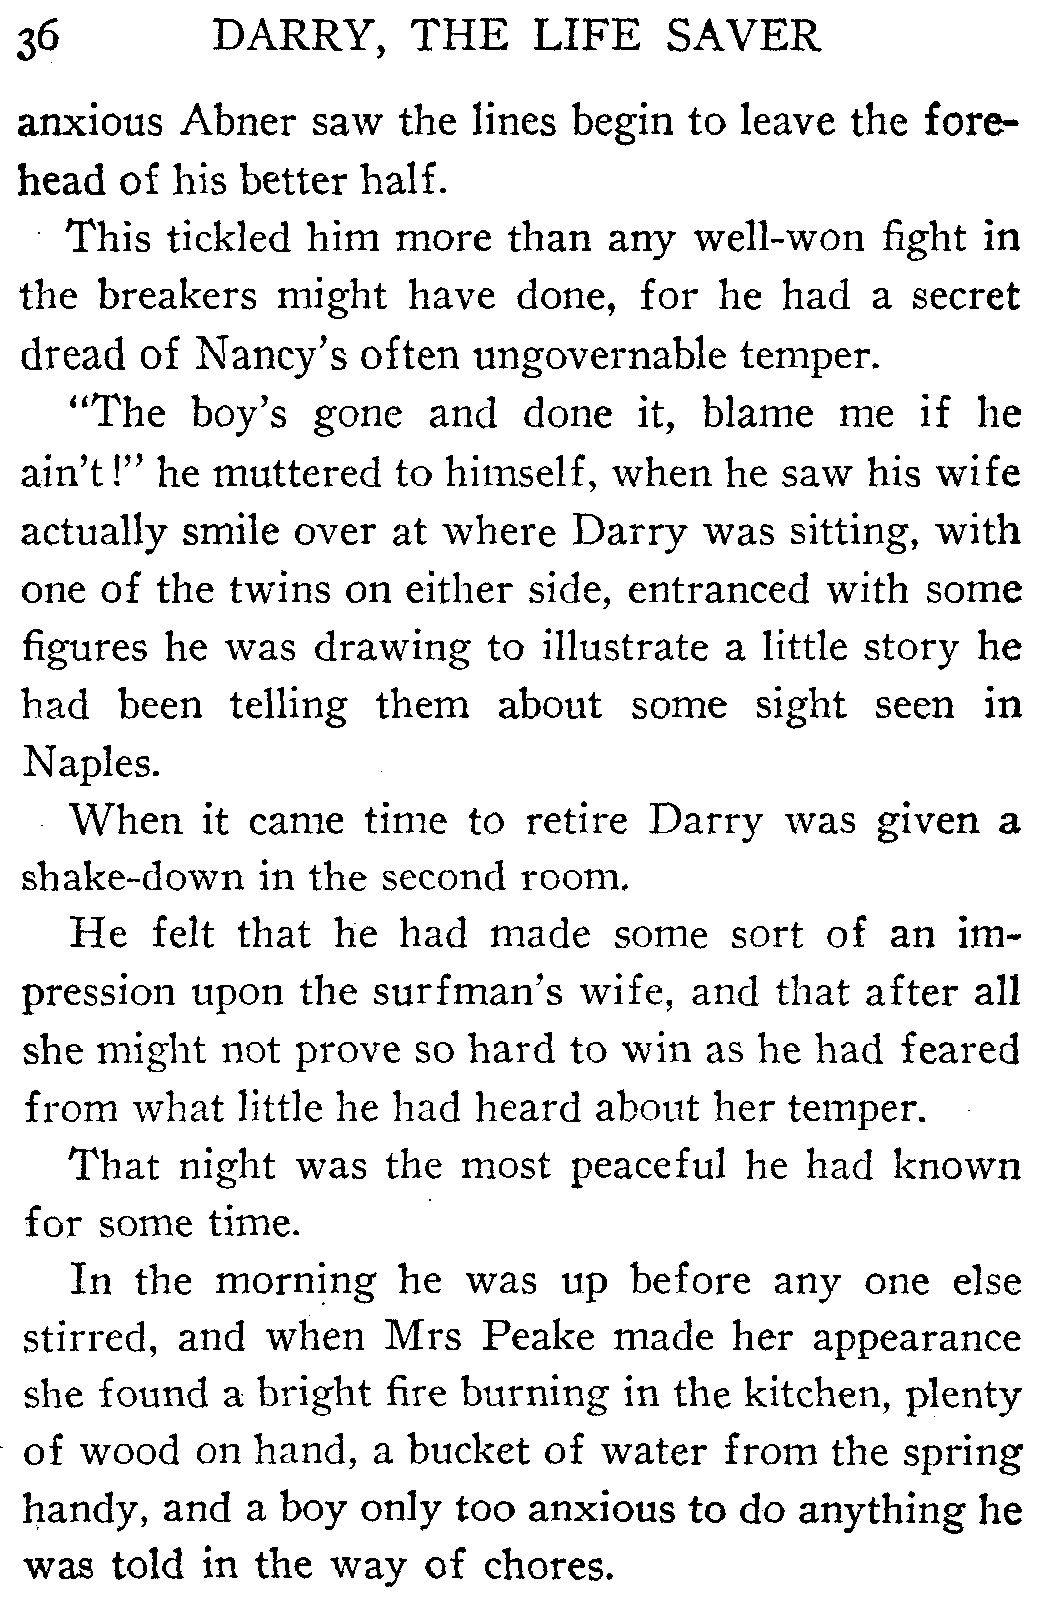 36 DARRY, THE LIFE SAVER
anxious Abner saw the lines begin to leave the fore-
head of his better half.
This tickled him more than any well-won fight in
the breakers might have done, for he had a secret
dread of Nancy's often ungovernable temper.
"The boy's gone and done it, blame me if he
ain't!" he muttered to himself, when he saw his wife
actually smile over at where Darry was sitting, with
one of the twins on either side, entranced with some
figures he was drawing to illustrate a little story he
had been telling them about some sight seen in
Naples.
When it came time to retire Darry was given a
shake-down in the second room.
He felt that he had made some sort of an im-
pression upon the surfman's wife, and that after all
she might not prove so hard to win as he had feared
from what little he had heard about her temper.
That night was the most peaceful he had known
for some time.
In the morning he was up before any one else
stirred, and when Mrs Peake made her appearance
she found a bright fire burning in the kitchen, plenty
of wood on hand, a bucket of water from the spring
handy, and a boy only too anxious to do anything he
was told in the way of chores.